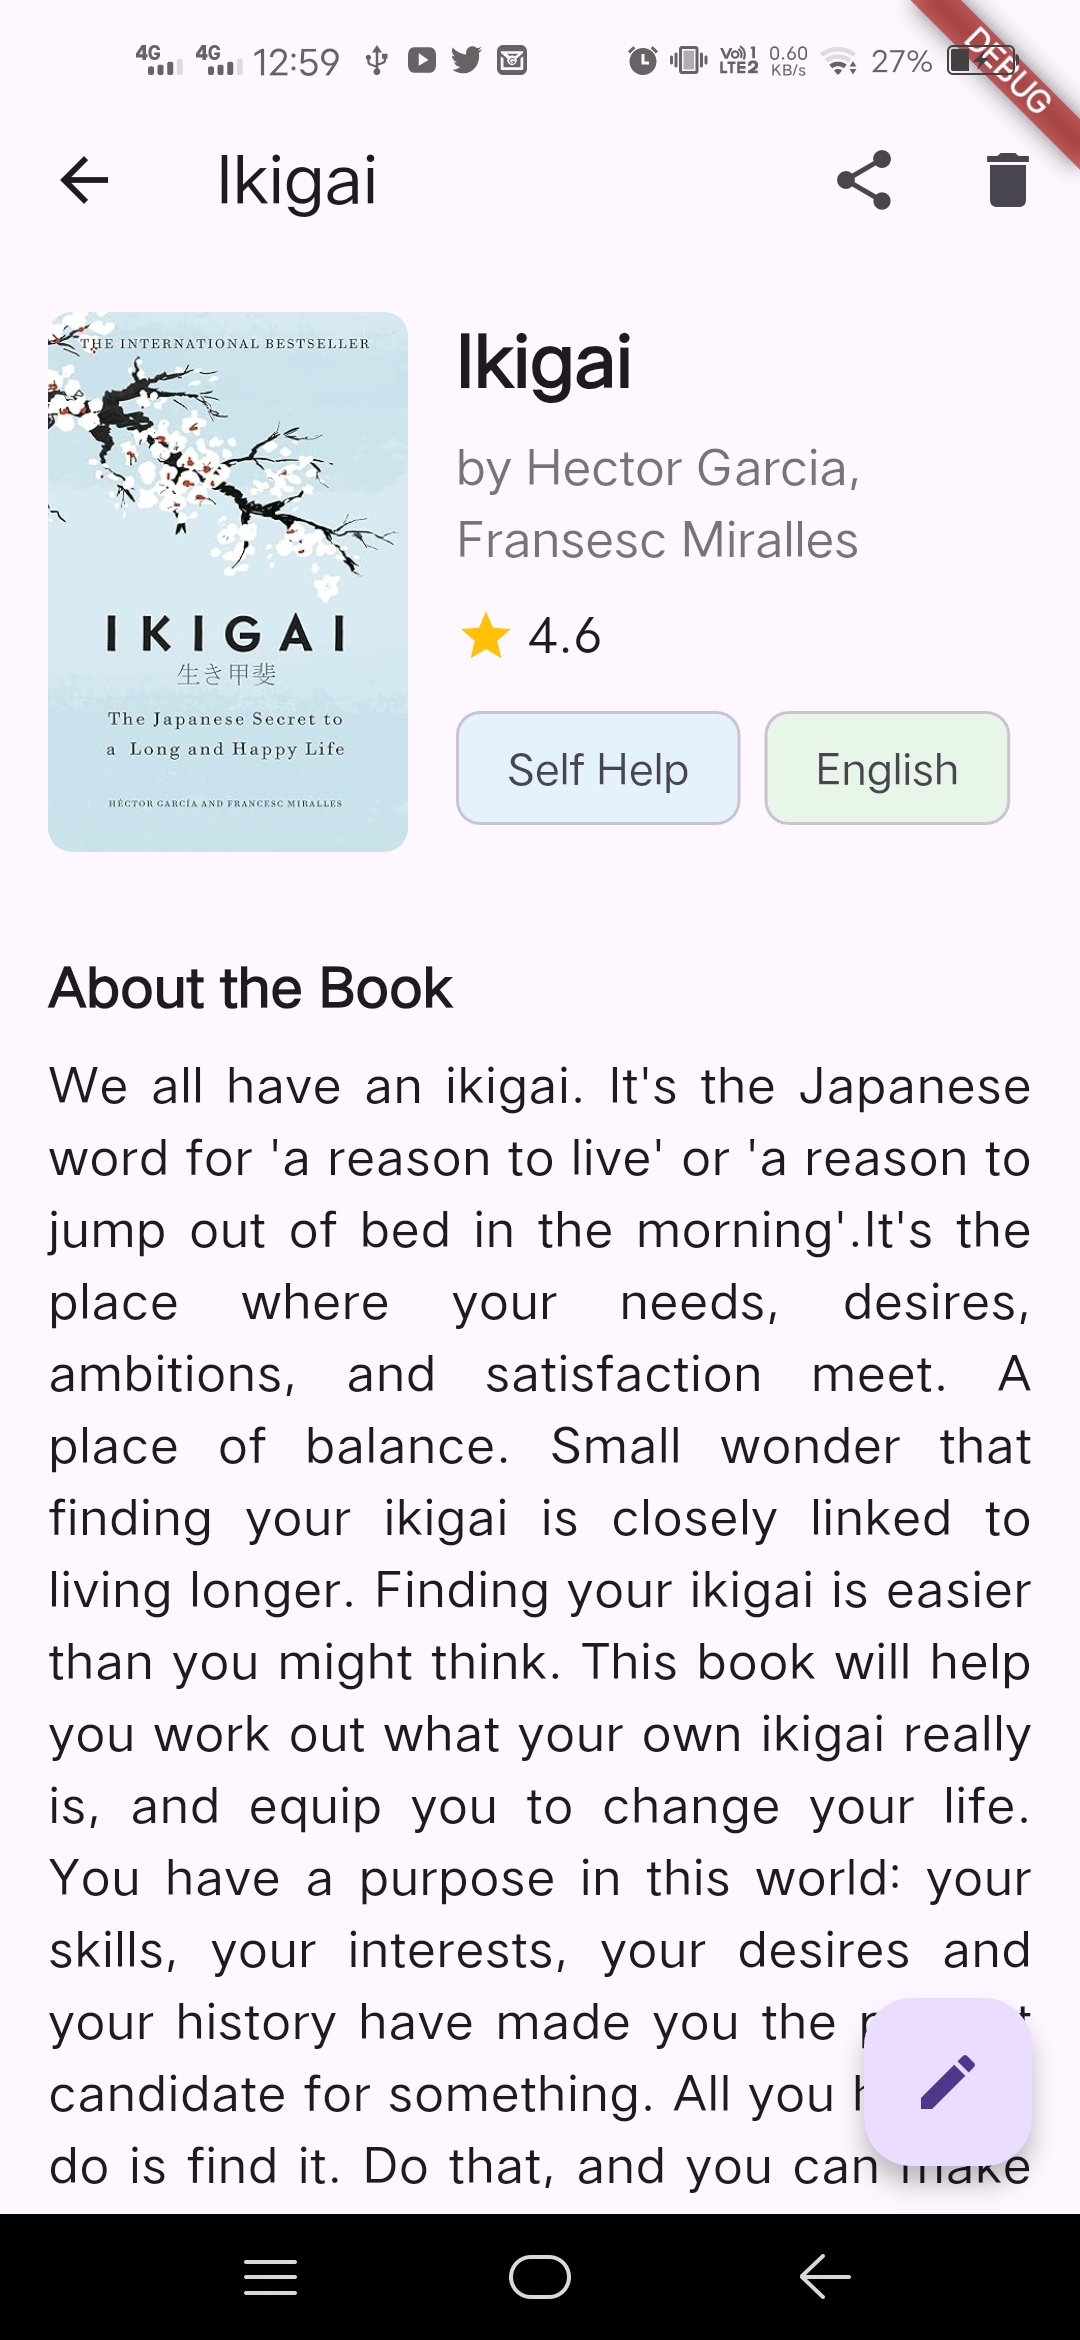 4G 4G 12:59 Vo) 1 LTE2 0.60 KB/s 27%
DEBUG
Ikigai
THE INTERNATIONAL BESTSELLER
IKIGAI
生き甲斐
The Japanese Secret to
a Long and Happy Life
HÉCTOR GARCÍA AND FRANCESC MIRALLES
Ikigai
by Hector Garcia,
Fransesc Miralles
4.6
Self Help English
About the Book
We all have an ikigai. It's the Japanese
word for 'a reason to live' or 'a reason to
jump out of bed in the morning'.It's the
place where your needs, desires,
ambitions, and satisfaction meet. A
place of balance. Small wonder that
finding your ikigai is closely linked to
living longer. Finding your ikigai is easier
than you might think. This book will help
you work out what your own ikigai really
is, and equip you to change your life.
You have a purpose in this world: your
skills, your interests, your desires and
your history have made you the
candidate for something. All you
do is find it. Do that, and you can make